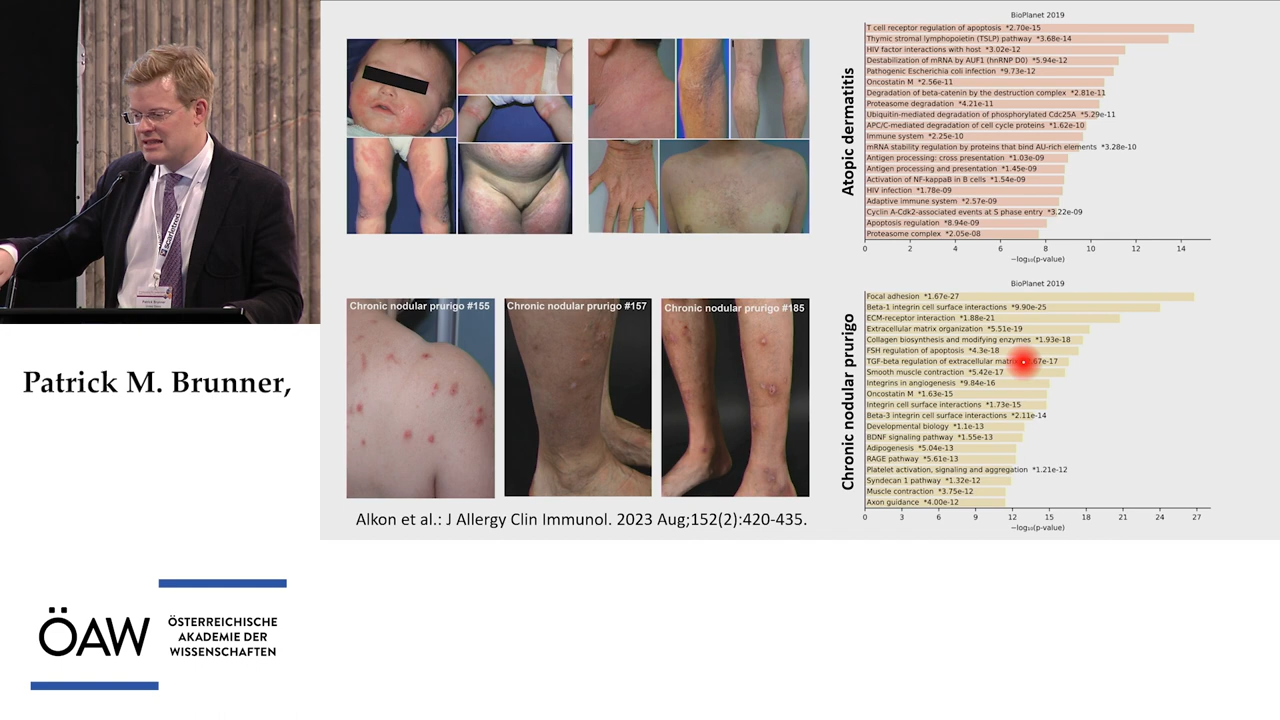 Patrick M. Brunner,
ÖAW
ÖSTERREICHISCHE
AKADEMIE DER
WISSENSCHAFTEN
Chronic nodular prurigo #155
Chronic nodular prurigo #157
Chronic nodular prurigo #185
Alkon et al.: J Allergy Clin Immunol. 2023 Aug;152(2):420-435.
Atopic dermatitis
BioPlanet 2019
T cell receptor regulation of apoptosis *2.70e-15
Thymic stromal lymphopoietin (TSLP) pathway *3.68e-14
HIV factor interactions with host *3.02e-12
Destabilization of mRNA by AUF1 (hnRNP D0) *5.94e-12
Pathogenic Escherichia coli infection *9.73e-12
Oncostatin M *2.56e-11
Degradation of beta-catenin by the destruction complex *2.81e-11
Proteasome degradation *4.21e-11
Ubiquitin-mediated degradation of phosphorylated Cdc25A *5.29e-11
APC/C-mediated degradation of cell cycle proteins *1.62e-10
Immune system *2.25e-10
mRNA stability regulation by proteins that bind AU-rich elements *3.28e-10
Antigen processing: cross presentation *1.03e-09
Antigen processing and presentation *1.45e-09
Activation of NF-kappaB in B cells *1.54e-09
HIV infection *1.78e-09
Adaptive immune system *2.57e-09
Cyclin A-Cdk2-associated events at S phase entry *3.22e-09
Apoptosis regulation *8.94e-09
Proteasome complex *2.05e-08
0 2 4 6 8 10 12 14
−log₁₀(p-value)
Chronic nodular prurigo
BioPlanet 2019
Focal adhesion *1.67e-27
Beta-1 integrin cell surface interactions *9.90e-25
ECM-receptor interaction *1.88e-21
Extracellular matrix organization *5.51e-19
Collagen biosynthesis and modifying enzymes *1.93e-18
FSH regulation of apoptosis *4.3e-18
TGF-beta regulation of extracellular
Smooth muscle contraction *5.42e-17
Integrins in angiogenesis *9.84e-16
Oncostatin M *1.63e-15
Integrin cell surface interactions *1.73e-15
Beta-3 integrin cell surface interactions *2.11e-14
Developmental biology *1.1e-13
BDNF signaling pathway *1.55e-13
Adipogenesis *5.04e-13
RAGE pathway *5.61e-13
Platelet activation, signaling and aggregation *1.21e-12
Syndecan 1 pathway *1.32e-12
Muscle contraction *3.75e-12
Axon guidance *4.00e-12
0 3 6 9 12 15 18 21 24 27
−log₁₀(p-value)